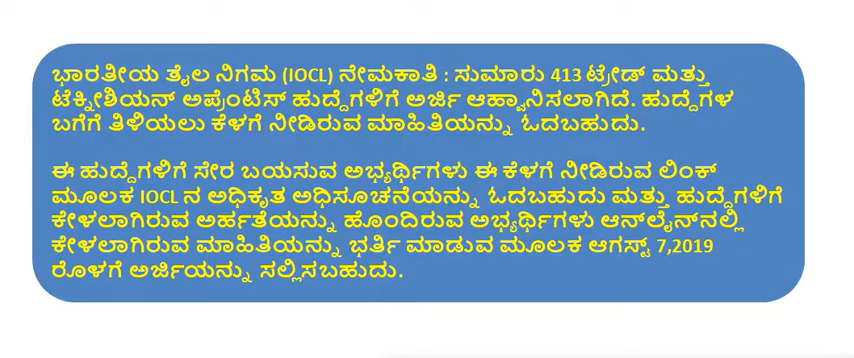 ಭಾರತೀಯ ತೈಲ ನಿಗಮ (IOCL) ನೇಮಕಾತಿ : ಸುಮಾರು 413 ಟ್ರೇಡ್ ಮತ್ತು
ಟೆಕ್ನೀಶಿಯನ್ ಅಪ್ರೆಂಟಿಸ್ ಹುದ್ದೆಗಳಿಗೆ ಅರ್ಜಿ ಆಹ್ವಾನಿಸಲಾಗಿದೆ. ಹುದ್ದೆಗಳ
ಬಗೆಗೆ ತಿಳಿಯಲು ಕೆಳಗೆ ನೀಡಿರುವ ಮಾಹಿತಿಯನ್ನು ಓದಬಹುದು.
ಈ ಹುದ್ದೆಗಳಿಗೆ ಸೇರ ಬಯಸುವ ಅಭ್ಯರ್ಥಿಗಳು ಈ ಕೆಳಗೆ ನೀಡಿರುವ ಲಿಂಕ್
ಮೂಲಕ IOCL ನ ಅಧಿಕೃತ ಅಧಿಸೂಚನೆಯನ್ನು ಓದಬಹುದು ಮತ್ತು ಹುದ್ದೆಗಳಿಗೆ
ಕೇಳಲಾಗಿರುವ ಅರ್ಹತೆಯನ್ನು ಹೊಂದಿರುವ ಅಭ್ಯರ್ಥಿಗಳು ಆನ್‌ಲೈನ್‌ನಲ್ಲಿ
ಕೇಳಲಾಗಿರುವ ಮಾಹಿತಿಯನ್ನು ಭರ್ತಿ ಮಾಡುವ ಮೂಲಕ ಆಗಸ್ಟ್ 7,2019
ರೊಳಗೆ ಅರ್ಜಿಯನ್ನು ಸಲ್ಲಿಸಬಹುದು.